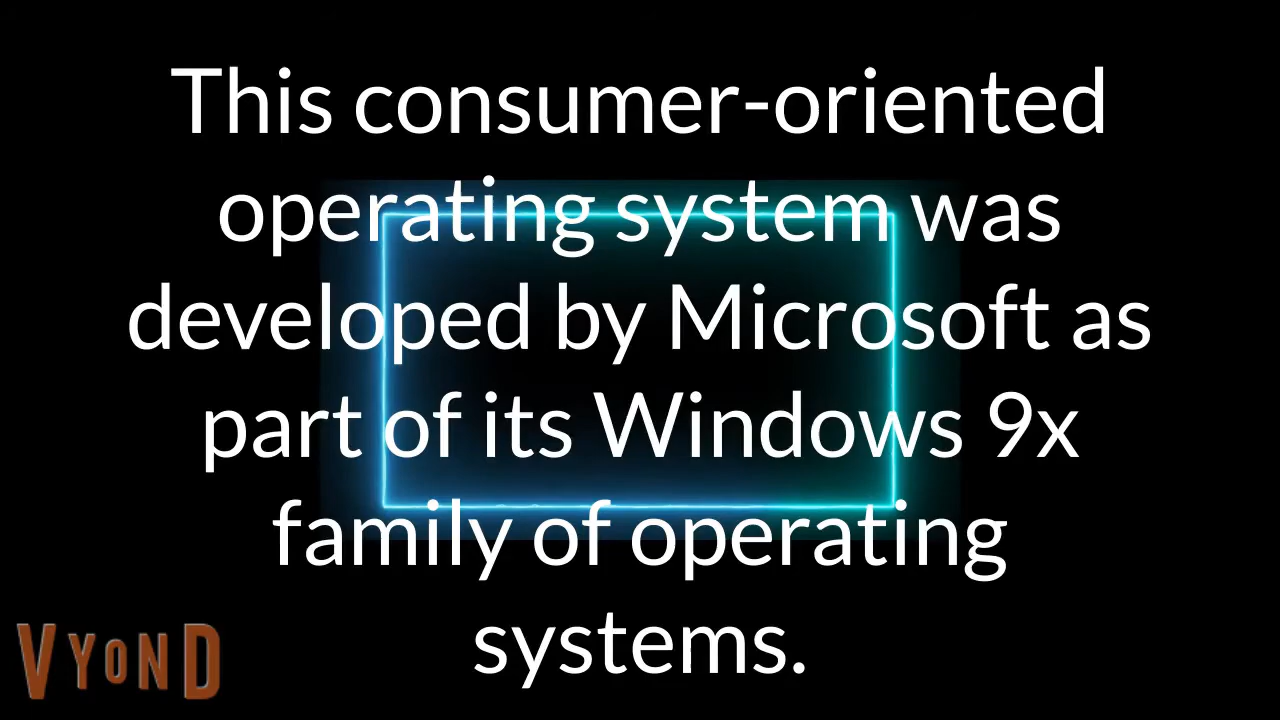 This consumer-oriented
operating system was
developed by Microsoft as
part of its Windows 9x
family of operating
systems.
VYOND